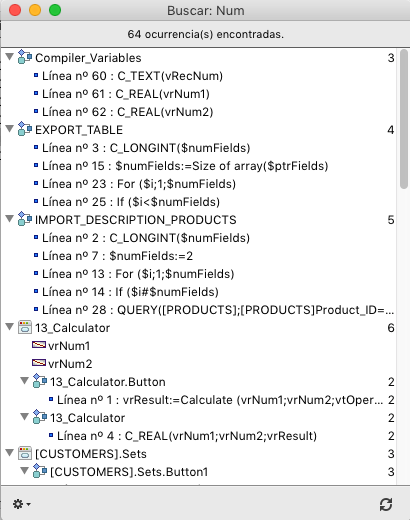 Buscar: Num
64 ocurrencia(s) encontradas.
Compiler_Variables 3
Línea nº 60 : C_TEXT(vRecNum)
Línea nº 61 : C_REAL(vrNum1)
Línea nº 62 : C_REAL(vrNum2)
EXPORT_TABLE 4
Línea nº 3 : C_LONGINT($numFields)
Línea nº 15 : $numFields:=Size of array($ptrFields)
Línea nº 23 : For ($i;1;$numFields)
Línea nº 25 : If ($i<$numFields)
IMPORT_DESCRIPTION_PRODUCTS 5
Línea nº 2 : C_LONGINT($numFields)
Línea nº 7 : $numFields:=2
Línea nº 13 : For ($i;1;$numFields)
Línea nº 14 : If ($i#$numFields)
Línea nº 28 : QUERY([PRODUCTS];[PRODUCTS]Product_ID=...
13_Calculator 6
vrNum1
vrNum2
13_Calculator.Button 2
Línea nº 1 : vrResult:=Calculate (vrNum1;vrNum2;vtOper... 2
13_Calculator 2
Línea nº 4 : C_REAL(vrNum1;vrNum2;vrResult) 2
[CUSTOMERS].Sets 3
[CUSTOMERS].Sets.Button1 3